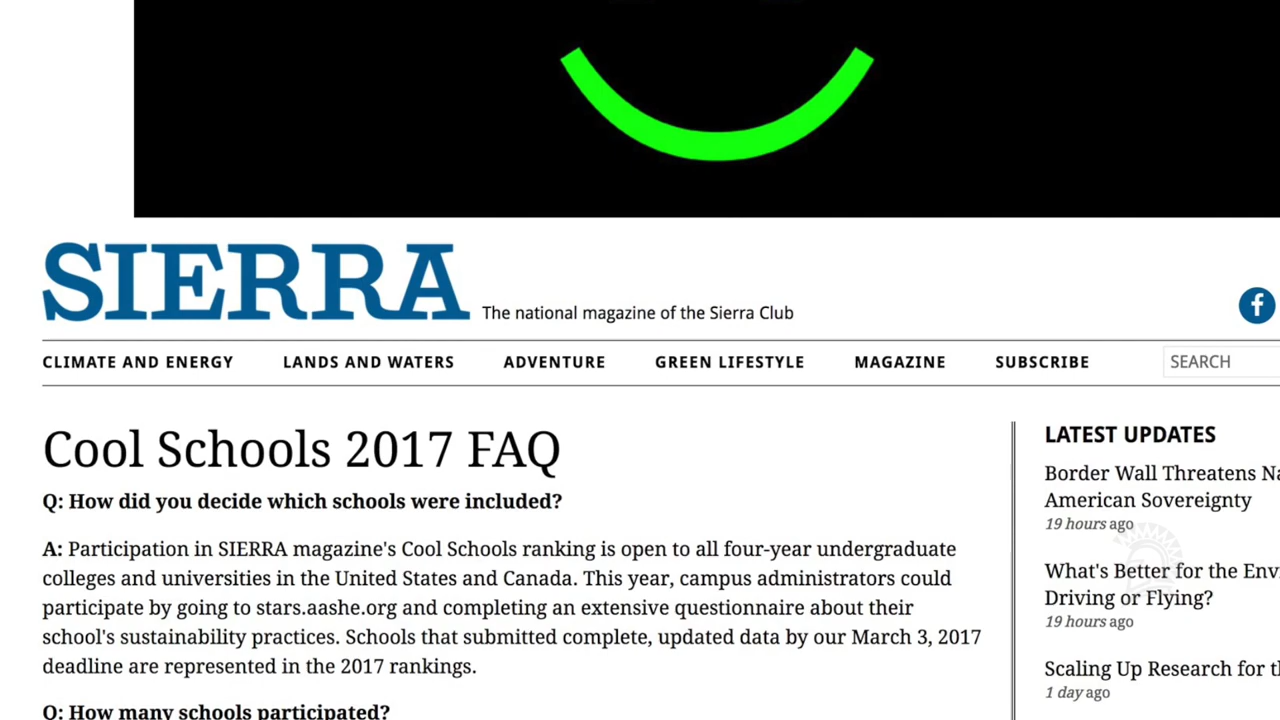 SIERRA
The national magazine of the Sierra Club
f
CLIMATE AND ENERGY LANDS AND WATERS ADVENTURE GREEN LIFESTYLE MAGAZINE SUBSCRIBE SEARCH
Cool Schools 2017 FAQ
Q: How did you decide which schools were included?
A: Participation in SIERRA magazine's Cool Schools ranking is open to all four-year undergraduate
colleges and universities in the United States and Canada. This year, campus administrators could
participate by going to stars.aashe.org and completing an extensive questionnaire about their
school's sustainability practices. Schools that submitted complete, updated data by our March 3, 2017
deadline are represented in the 2017 rankings.
Q: How many schools participated?
LATEST UPDATES
Border Wall Threatens Na
American Sovereignty
19 hours ago
What's Better for the Env
Driving or Flying?
19 hours ago
Scaling Up Research for t
1 day ago